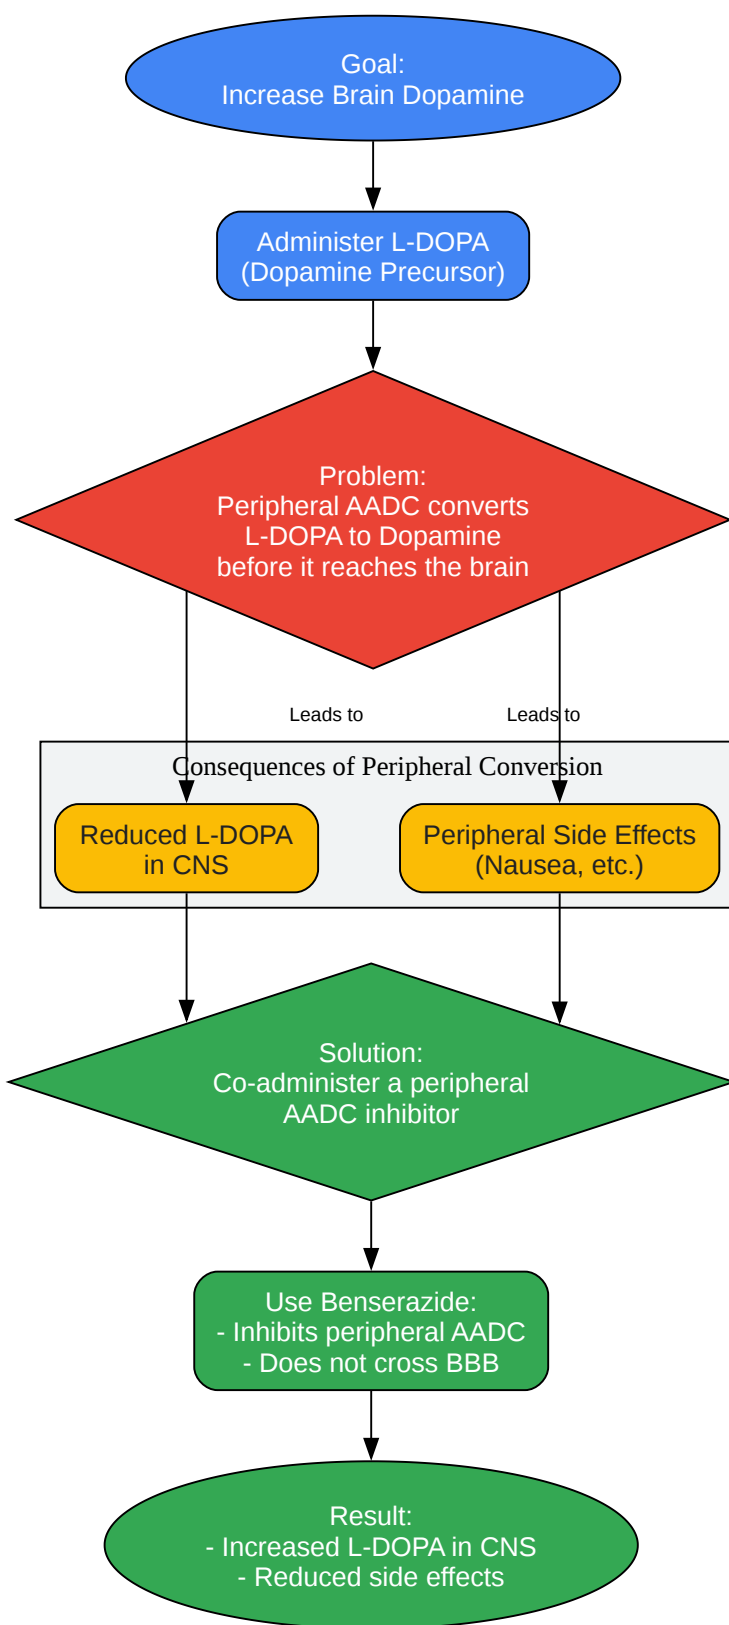 Goal:
Increase Brain Dopamine
Administer L-DOPA
(Dopamine Precursor)
Problem:
Peripheral AADC converts
L-DOPA to Dopamine
before it reaches the brain
Leads to
Leads to
Consequences of Peripheral Conversion
Reduced L-DOPA
in CNS
Peripheral Side Effects
(Nausea, etc.)
Solution:
Co-administer a peripheral
AADC inhibitor
Use Benserazide:
- Inhibits peripheral AADC
- Does not cross BBB
Result:
- Increased L-DOPA in CNS
- Reduced side effects